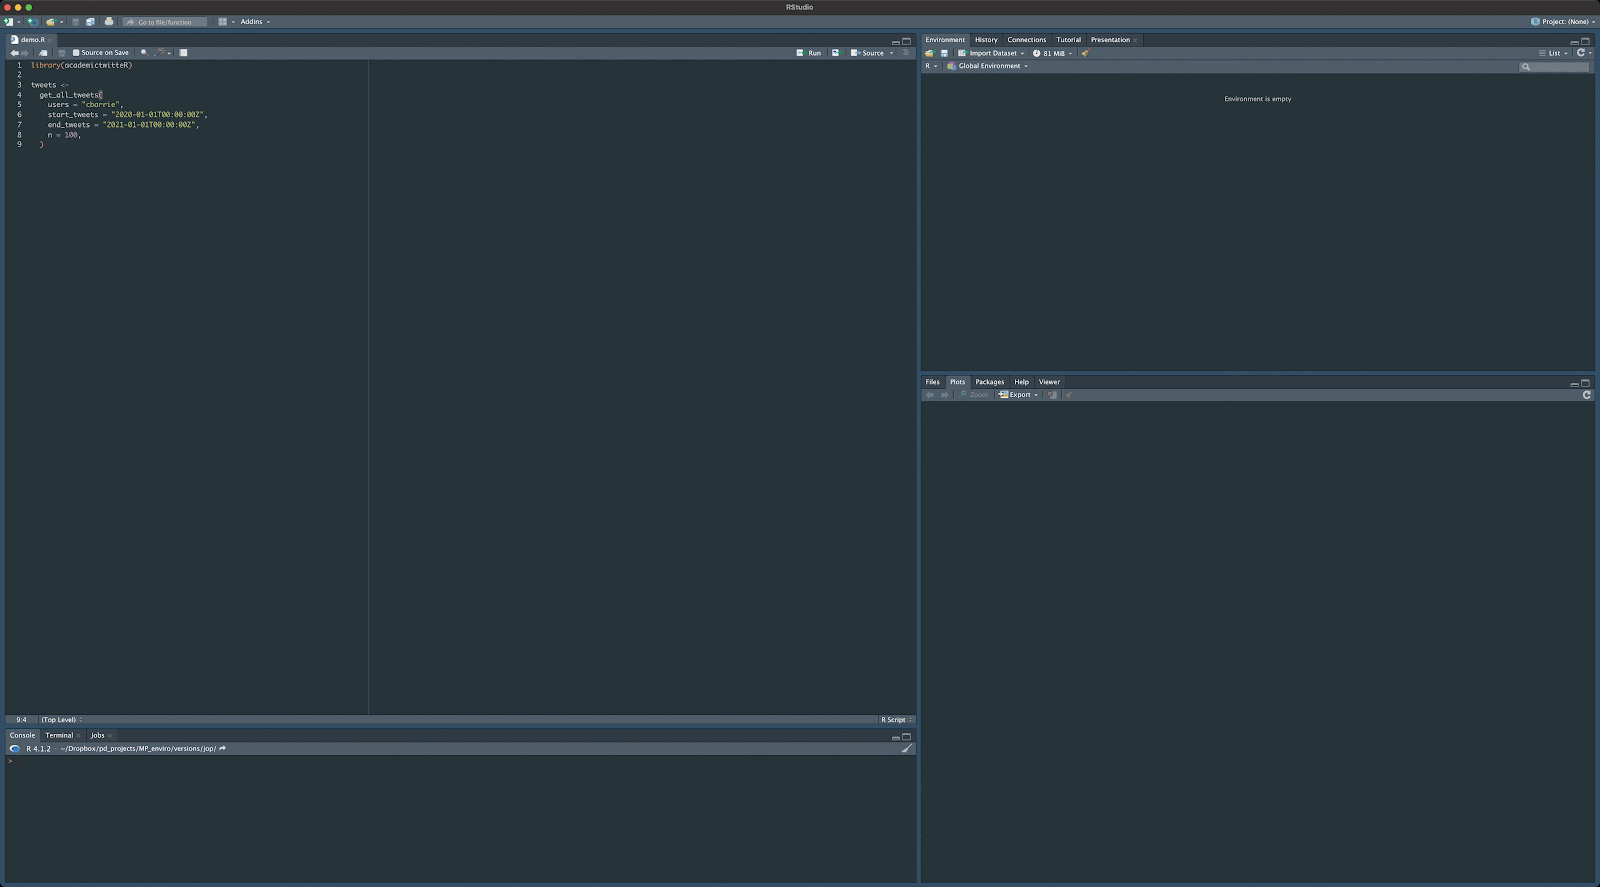 RStudio
Go to file/function
Addins
Project: (None)
demo.R
Source on Save
Run
Source
1 library(academictwitteR)
2
3 tweets <-
4 get_all_tweets(
5 users = "cbarrie",
6 start_tweets = "2020-01-01T00:00:00Z",
7 end_tweets = "2021-01-01T00:00:00Z",
8 n = 100,
9 )
9:4 (Top Level)
R Script
Console Terminal Jobs
R 4.1.2 · ~/Dropbox/pd_projects/MP_enviro/versions/jop/
>
Environment History Connections Tutorial Presentation
Import Dataset 81 MiB List
R Global Environment
Environment is empty
Files Plots Packages Help Viewer
Zoom Export